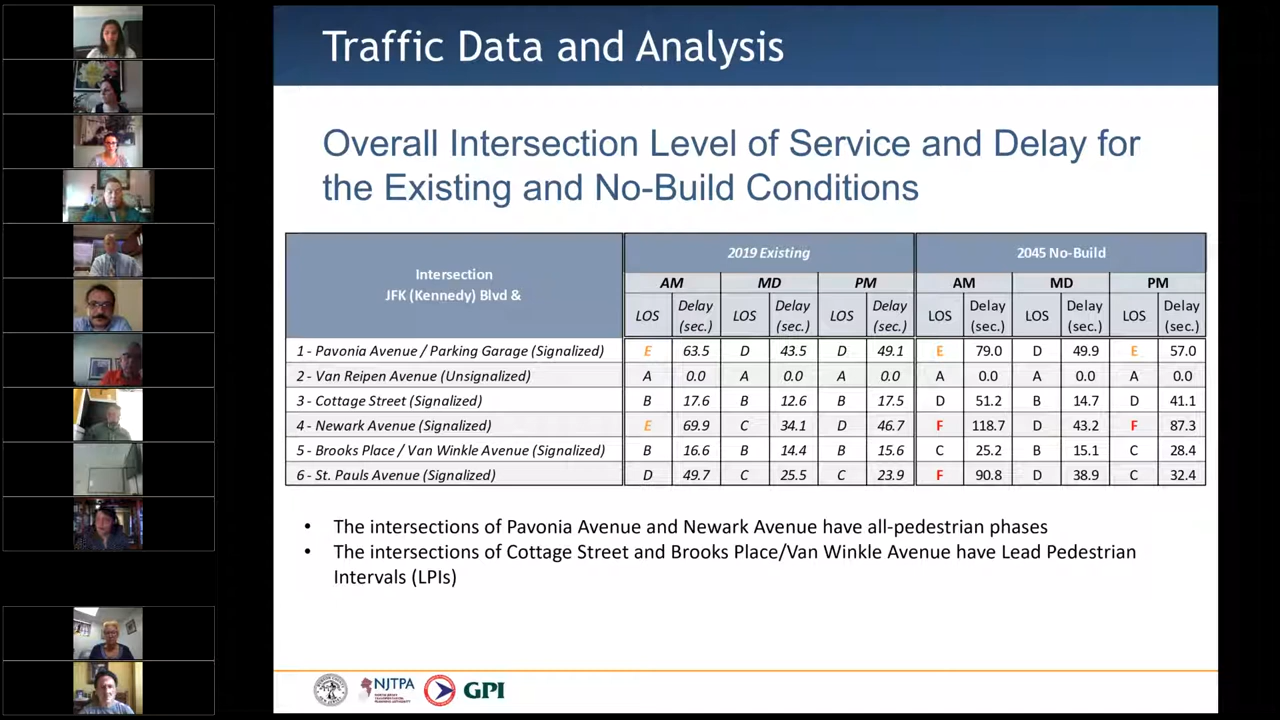 Traffic Data and Analysis
Overall Intersection Level of Service and Delay for
the Existing and No-Build Conditions
Intersection
JFK (Kennedy) Blvd &
2019 Existing
2045 No-Build
AM MD PM AM MD PM
LOS Delay (sec.) LOS Delay (sec.) LOS Delay (sec.) LOS Delay (sec.) LOS Delay (sec.) LOS Delay (sec.)
1 - Pavonia Avenue / Parking Garage (Signalized) E 63.5 D 43.5 D 49.1 E 79.0 D 49.9 E 57.0
2 - Van Reipen Avenue (Unsignalized) A 0.0 A 0.0 A 0.0 A 0.0 A 0.0 A 0.0
3 - Cottage Street (Signalized) B 17.6 B 12.6 B 17.5 D 51.2 B 14.7 D 41.1
4 - Newark Avenue (Signalized) E 69.9 C 34.1 D 46.7 F 118.7 D 43.2 F 87.3
5 - Brooks Place / Van Winkle Avenue (Signalized) B 16.6 B 14.4 B 15.6 C 25.2 B 15.1 C 28.4
6 - St. Pauls Avenue (Signalized) D 49.7 C 25.5 C 23.9 F 90.8 D 38.9 C 32.4
• The intersections of Pavonia Avenue and Newark Avenue have all-pedestrian phases
• The intersections of Cottage Street and Brooks Place/Van Winkle Avenue have Lead Pedestrian
Intervals (LPIs)
NJTPA GPI